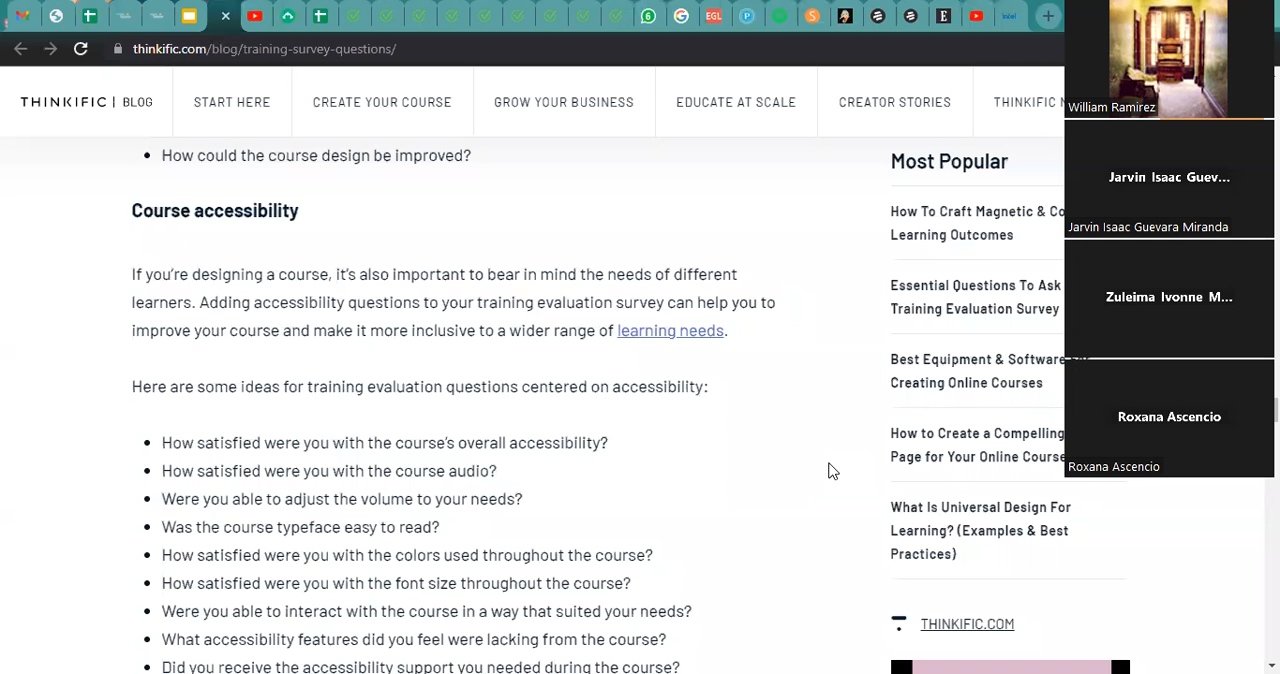 6
EGL
P
S
E
intel
thinkific.com/blog/training-survey-questions/
THINKIFIC | BLOG
START HERE
CREATE YOUR COURSE
GROW YOUR BUSINESS
EDUCATE AT SCALE
CREATOR STORIES
THINKIFIC
How could the course design be improved?
Course accessibility
If you’re designing a course, it’s also important to bear in mind the needs of different
learners. Adding accessibility questions to your training evaluation survey can help you to
improve your course and make it more inclusive to a wider range of learning needs.
Here are some ideas for training evaluation questions centered on accessibility:
• How satisfied were you with the course’s overall accessibility?
• How satisfied were you with the course audio?
• Were you able to adjust the volume to your needs?
• Was the course typeface easy to read?
• How satisfied were you with the colors used throughout the course?
• How satisfied were you with the font size throughout the course?
• Were you able to interact with the course in a way that suited your needs?
• What accessibility features did you feel were lacking from the course?
• Did you receive the accessibility support you needed during the course?
Most Popular
How To Craft Magnetic & Co
Learning Outcomes
Essential Questions To Ask
Training Evaluation Survey
Best Equipment & Software
Creating Online Courses
How to Create a Compelling
Page for Your Online Course
What Is Universal Design For
Learning? (Examples & Best
Practices)
THINKIFIC.COM
William Ramirez
Jarvin Isaac Guev...
Jarvin Isaac Guevara Miranda
Zuleima Ivonne M...
Roxana Ascencio
Roxana Ascencio